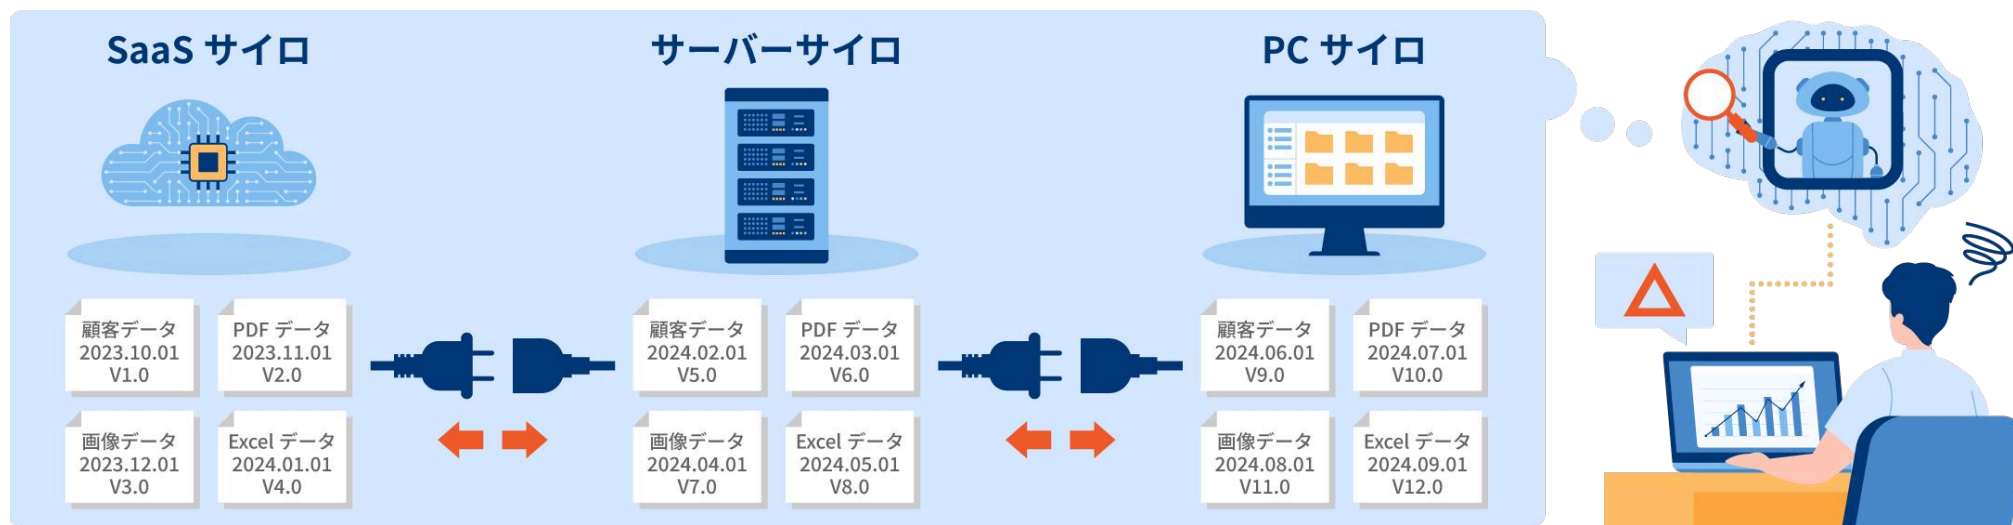 SaaS サイロ
サーバーサイロ
PC サイロ
顧客データ
2023.10.01
V1.0
PDF データ
2023.11.01
V2.0
画像データ
2023.12.01
V3.0
Excel データ
2024.01.01
V4.0
顧客データ
2024.02.01
V5.0
PDF データ
2024.03.01
V6.0
画像データ
2024.04.01
V7.0
Excel データ
2024.05.01
V8.0
顧客データ
2024.06.01
V9.0
PDF データ
2024.07.01
V10.0
画像データ
2024.08.01
V11.0
Excel データ
2024.09.01
V12.0